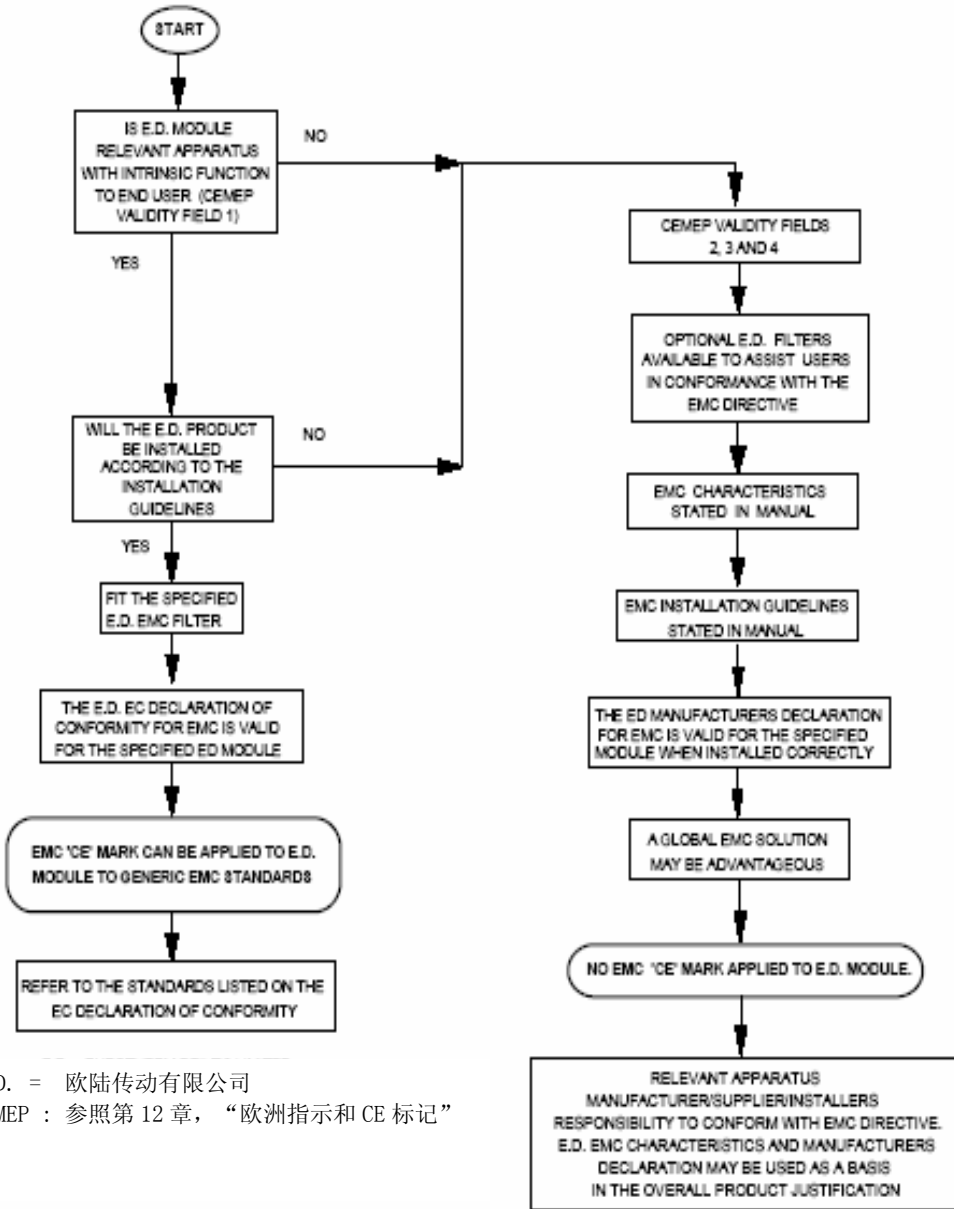 START
IS E.D. MODULE
RELEVANT APPARATUS
WITH INTRINSIC FUNCTION
TO END USER (CEMEP
VALIDITY FIELD 1)
NO
YES
WILL THE E.D. PRODUCT
BE INSTALLED
ACCORDING TO THE
INSTALLATION
GUIDELINES
NO
YES
FIT THE SPECIFIED
E.D. EMC FILTER
THE E.D. EC DECLARATION OF
CONFORMITY FOR EMC IS VALID
FOR THE SPECIFIED ED MODULE
EMC 'CE' MARK CAN BE APPLIED TO E.D.
MODULE TO GENERIC EMC STANDARDS
REFER TO THE STANDARDS LISTED ON THE
EC DECLARATION OF CONFORMITY
CEMEP VALIDITY FIELDS
2, 3 AND 4
OPTIONAL E.D. FILTERS
AVAILABLE TO ASSIST USERS
IN CONFORMANCE WITH THE
EMC DIRECTIVE
EMC CHARACTERISTICS
STATED IN MANUAL
EMC INSTALLATION GUIDELINES
STATED IN MANUAL
THE ED MANUFACTURERS DECLARATION
FOR EMC IS VALID FOR THE SPECIFIED
MODULE WHEN INSTALLED CORRECTLY
A GLOBAL EMC SOLUTION
MAY BE ADVANTAGEOUS
NO EMC 'CE' MARK APPLIED TO E.D. MODULE.
RELEVANT APPARATUS
MANUFACTURER/SUPPLIER/INSTALLERS
RESPONSIBILITY TO CONFORM WITH EMC DIRECTIVE.
E.D. EMC CHARACTERISTICS AND MANUFACTURERS
DECLARATION MAY BE USED AS A BASIS
IN THE OVERALL PRODUCT JUSTIFICATION
D. = 欧陆传动有限公司
MEP : 参照第 12 章，“欧洲指示和 CE 标记”